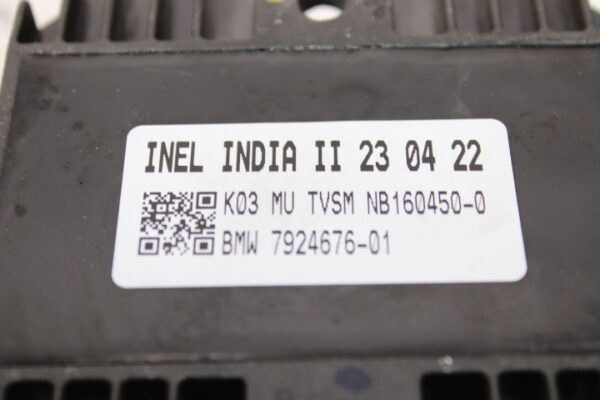 INEL INDIA II 23 04 22
K03 MU TVSM NB160450-0
BMW 7924676-01